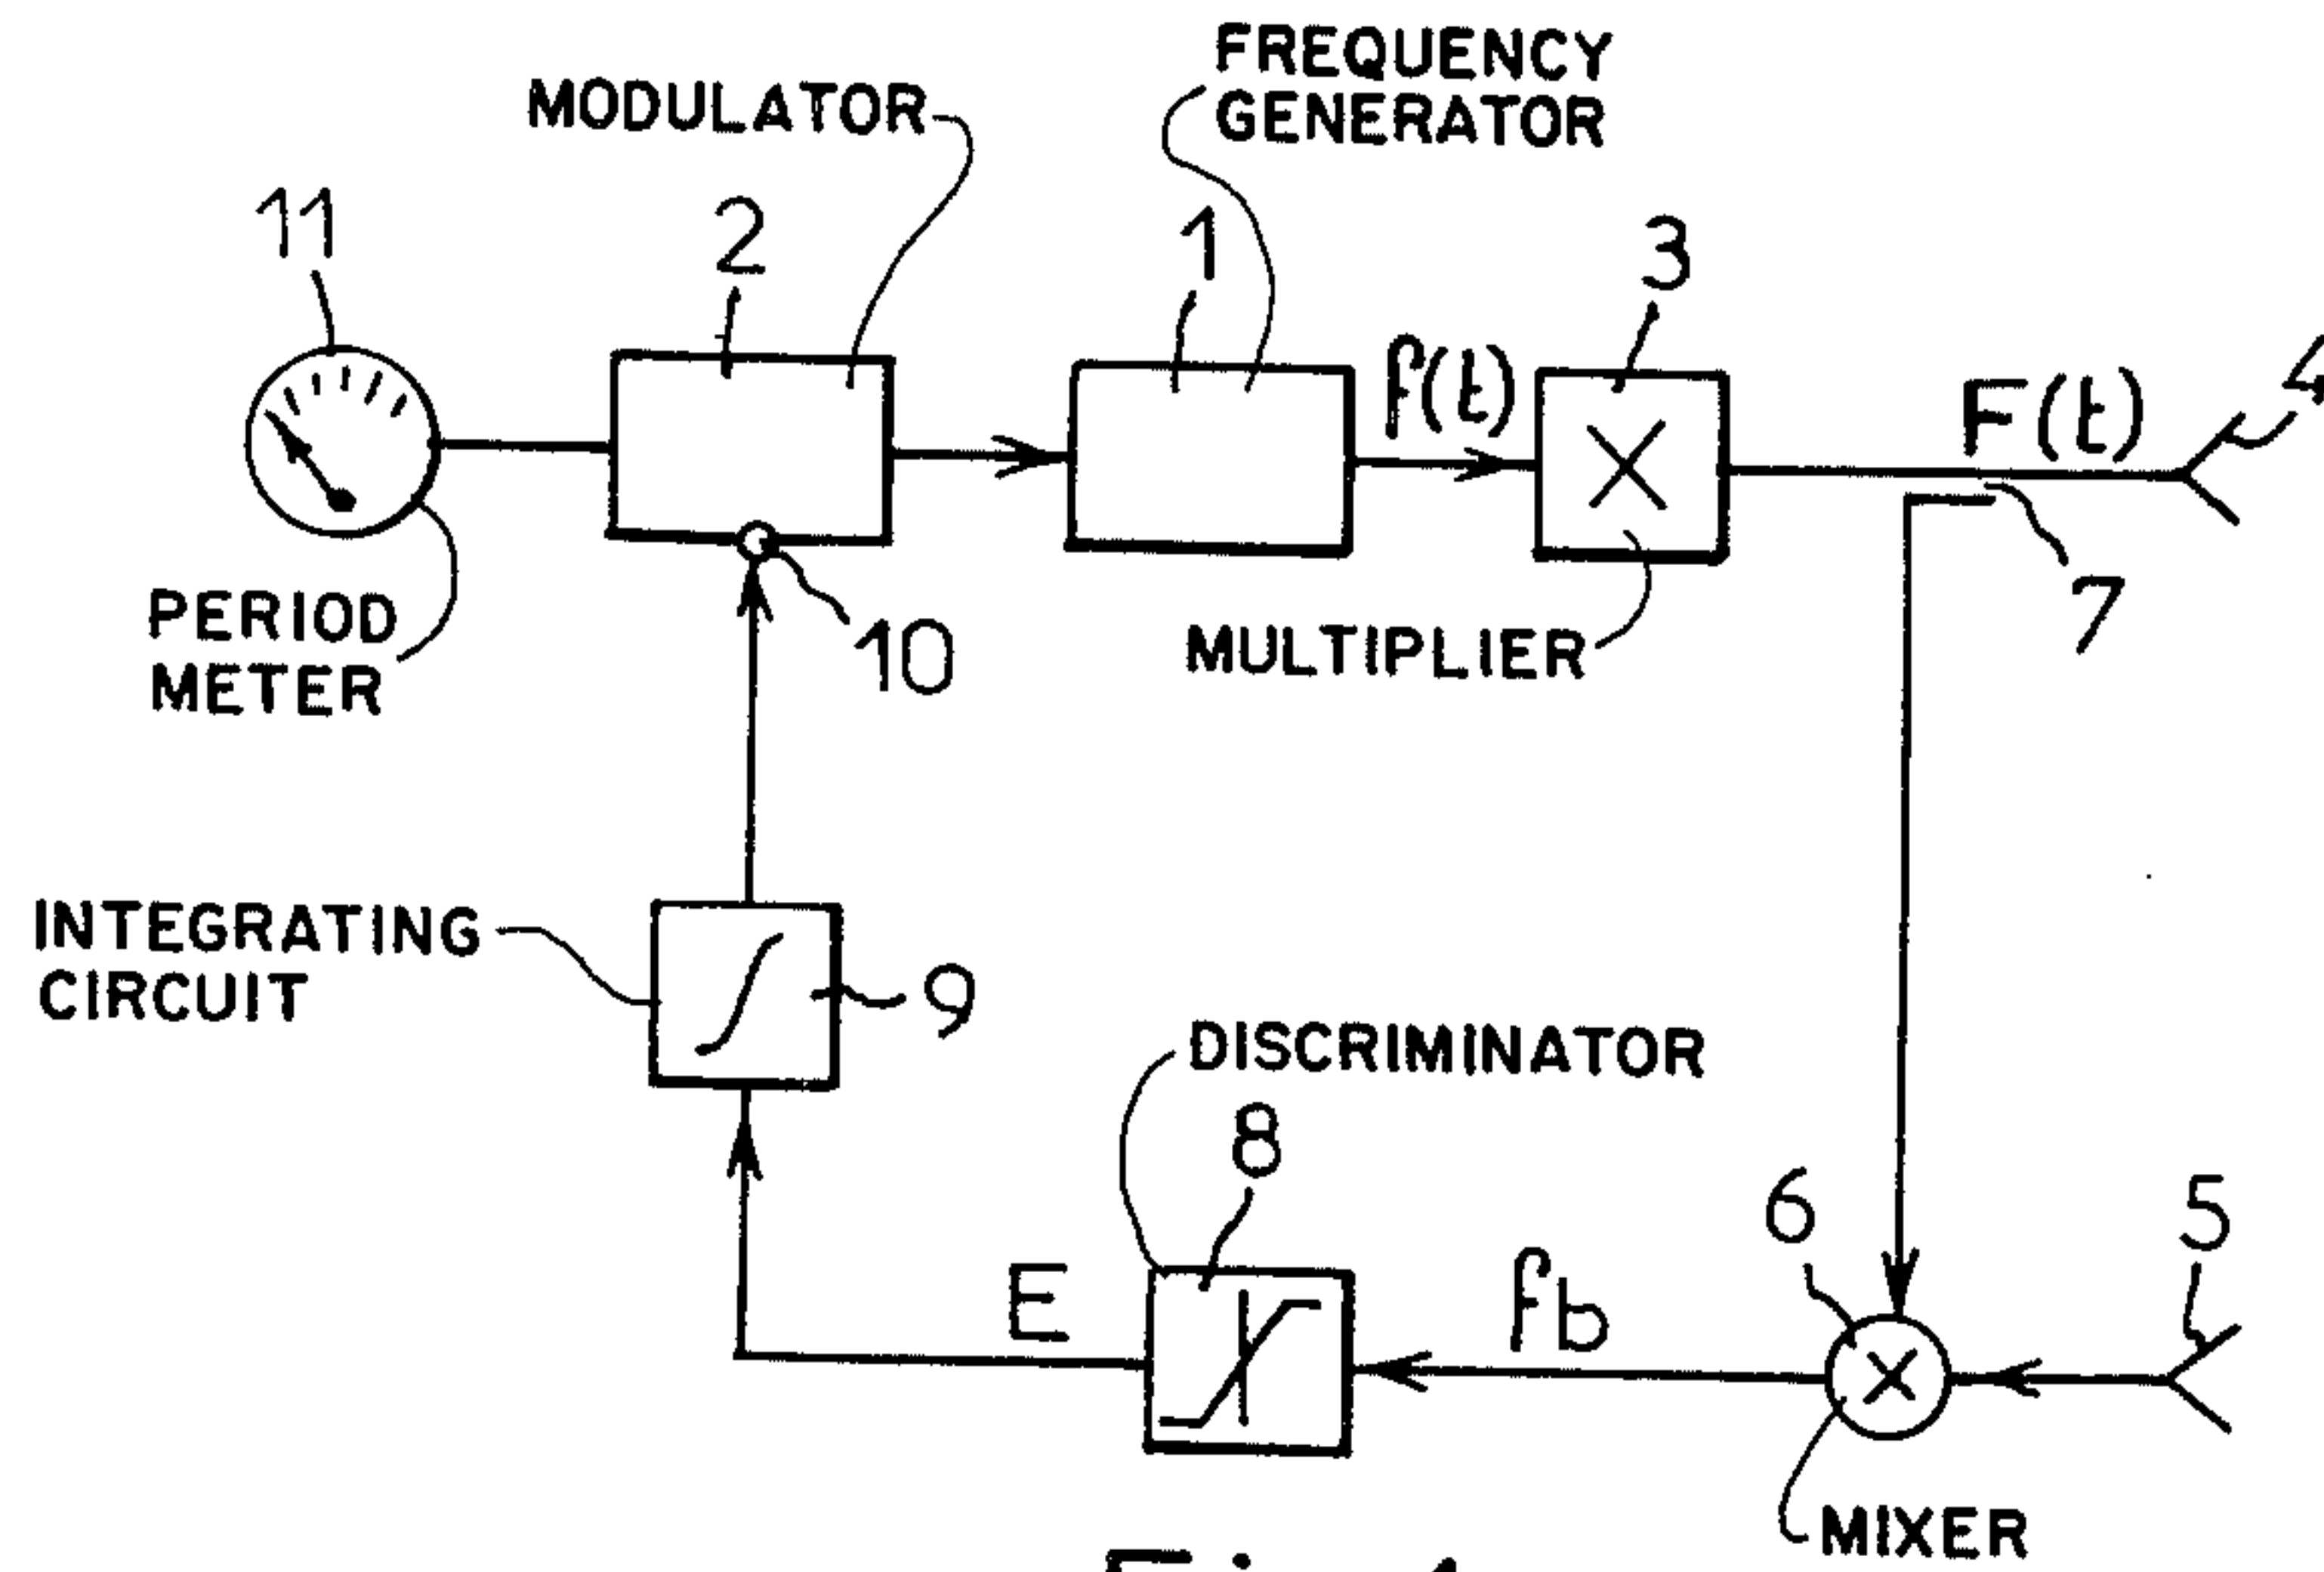 FREQUENCY
GENERATOR
MODULATOR
11
2
1
3
4
f(t)
F(t)
7
PERIOD
METER
10
MULTIPLIER
INTEGRATING
CIRCUIT
9
DISCRIMINATOR
8
6
5
E
fb
MIXER